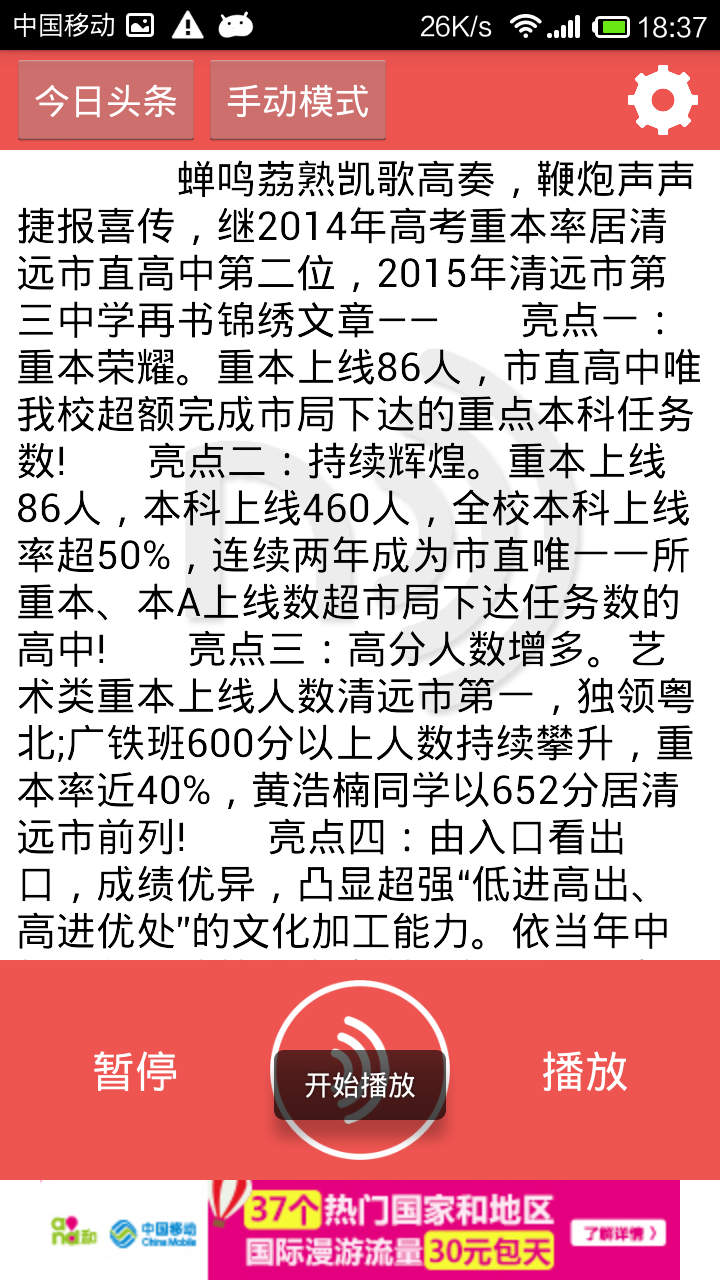 中国移动 26K/s 18:37
今日头条 手动模式
蝉鸣荔熟凯歌高奏，鞭炮声声
捷报喜传，继2014年高考重本率居清
远市直高中第二位，2015年清远市第
三中学再书锦绣文章—— 亮点一：
重本荣耀。重本上线86人，市直高中唯
我校超额完成市局下达的重点本科任务
数! 亮点二：持续辉煌。重本上线
86人，本科上线460人，全校本科上线
率超50%，连续两年成为市直唯一一所
重本、本A上线数超市局下达任务数的
高中! 亮点三：高分人数增多。艺
术类重本上线人数清远市第一，独领粤
北;广铁班600分以上人数持续攀升，重
本率近40%，黄浩楠同学以652分居清
远市前列! 亮点四：由入口看出
口，成绩优异，凸显超强“低进高出、
高进优处”的文化加工能力。依当年中
暂停 开始播放 播放
and和 中国移动 China Mobile
37个热门国家和地区
国际漫游流量30元包天
了解详情 》